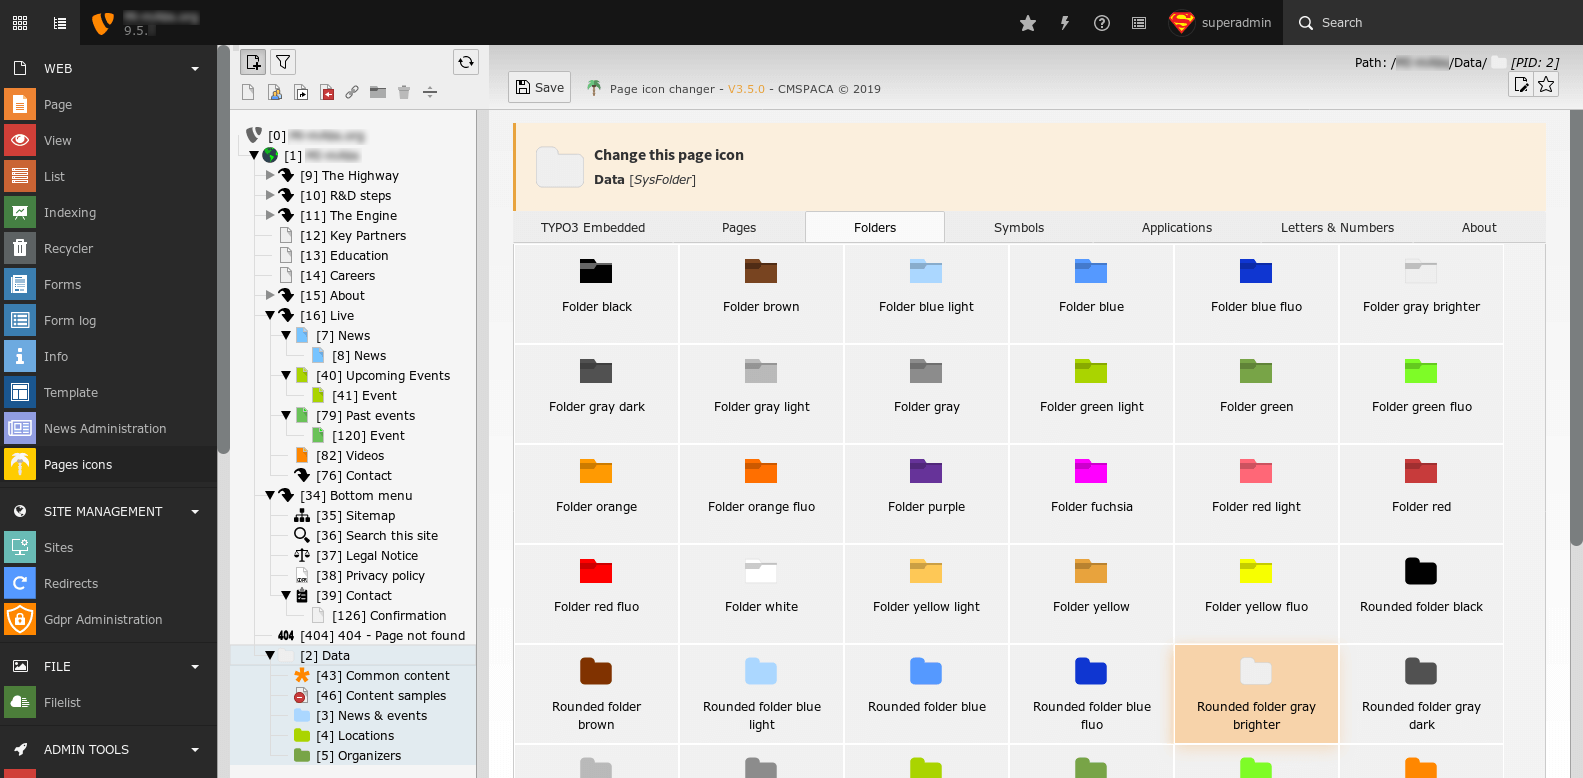 9.5.
superadmin
Search
WEB
Page
View
List
Indexing
Recycler
Forms
Form log
Info
Template
News Administration
Pages icons
SITE MANAGEMENT
Sites
Redirects
Gdpr Administration
FILE
Filelist
ADMIN TOOLS
[0]
[1]
[9] The Highway
[10] R&D steps
[11] The Engine
[12] Key Partners
[13] Education
[14] Careers
[15] About
[16] Live
[7] News
[8] News
[40] Upcoming Events
[41] Event
[79] Past events
[120] Event
[82] Videos
[76] Contact
[34] Bottom menu
[35] Sitemap
[36] Search this site
[37] Legal Notice
[38] Privacy policy
[39] Contact
[126] Confirmation
404 [404] 404 - Page not found
[2] Data
[43] Common content
[46] Content samples
[3] News & events
[4] Locations
[5] Organizers
Path: / /Data/ [PID: 2]
Save
Page icon changer - V3.5.0 - CMSPACA © 2019
Change this page icon
Data [SysFolder]
TYPO3 Embedded Pages Folders Symbols Applications Letters & Numbers About
Folder black Folder brown Folder blue light Folder blue Folder blue fluo Folder gray brighter
Folder gray dark Folder gray light Folder gray Folder green light Folder green Folder green fluo
Folder orange Folder orange fluo Folder purple Folder fuchsia Folder red light Folder red
Folder red fluo Folder white Folder yellow light Folder yellow Folder yellow fluo Rounded folder black
Rounded folder brown
Rounded folder blue light
Rounded folder blue
Rounded folder blue fluo
Rounded folder gray brighter
Rounded folder gray dark